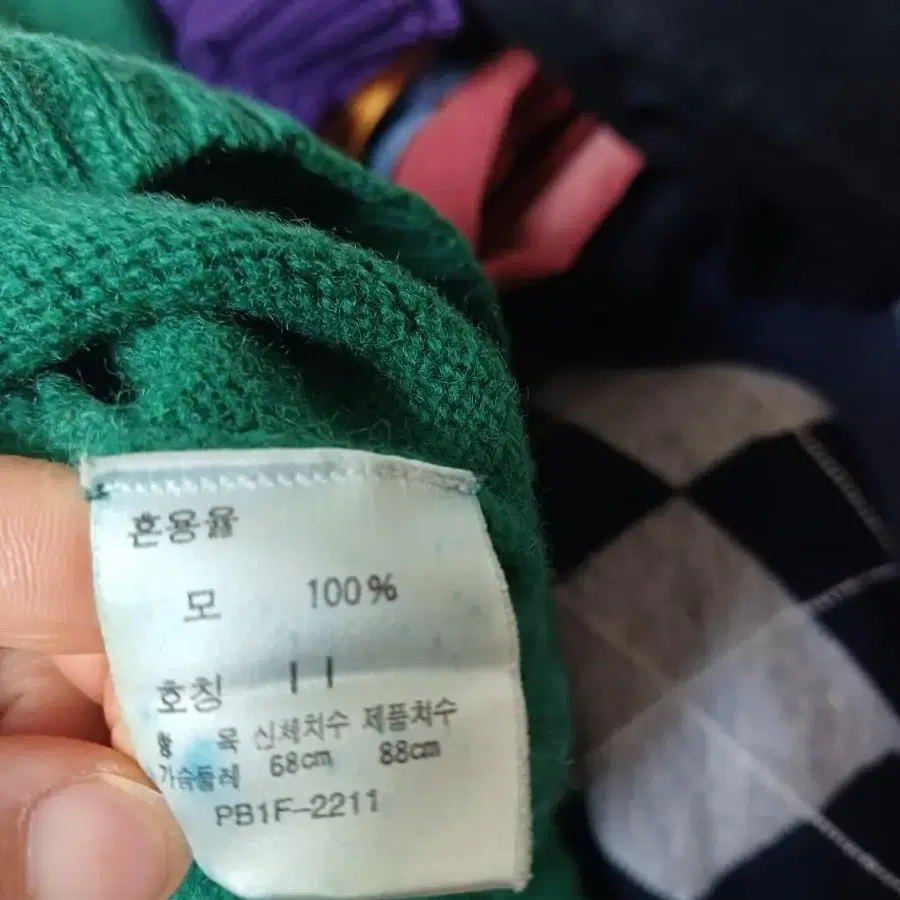 혼용율
모 100%
호칭 11
항 목 신체치수 제품치수
가슴둘레 68cm 88cm
PB1F-2211